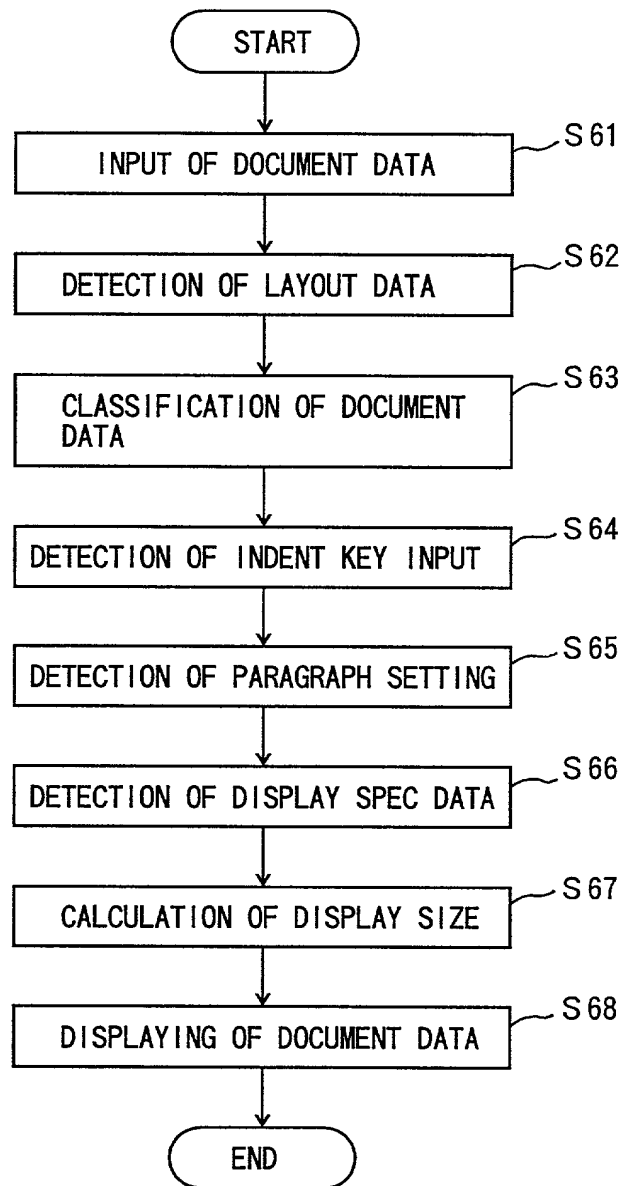 START
INPUT OF DOCUMENT DATA
S61
DETECTION OF LAYOUT DATA
S62
CLASSIFICATION OF DOCUMENT
DATA
S63
DETECTION OF INDENT KEY INPUT
S64
DETECTION OF PARAGRAPH SETTING
S65
DETECTION OF DISPLAY SPEC DATA
S66
CALCULATION OF DISPLAY SIZE
S67
DISPLAYING OF DOCUMENT DATA
S68
END